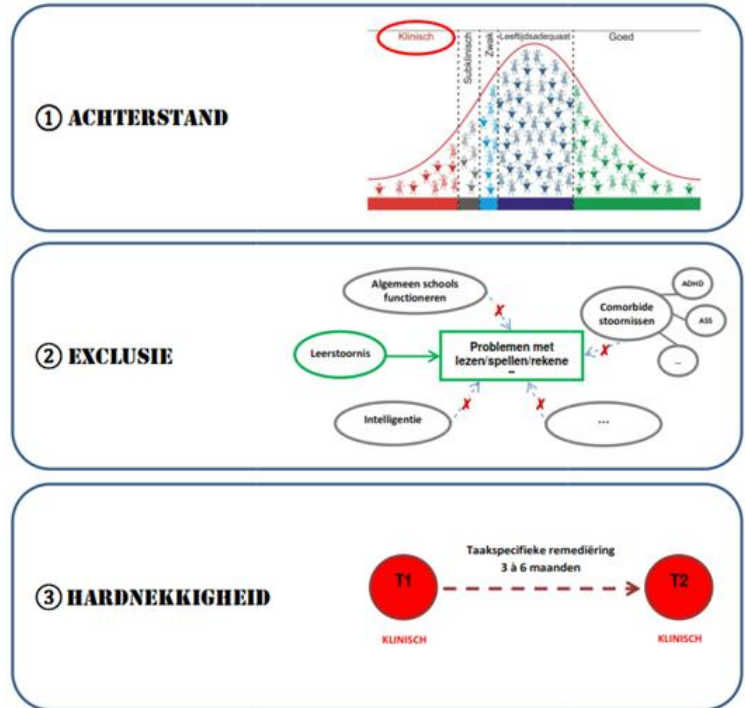 Klinisch
Subklinisch
Zwak
Leeftijdsadequaat
Goed
① ACHTERSTAND
Algemeen schools
functioneren
ADHD
Comorbide
stoornissen
ASS
...
② EXCLUSIE
Leerstoornis
Problemen met
lezen/spellen/rekene
Intelligentie
...
Taakspecifieke remediëring
3 à 6 maanden
T1
T2
③ HARDNEKKIGHEID
KLINISCH
KLINISCH